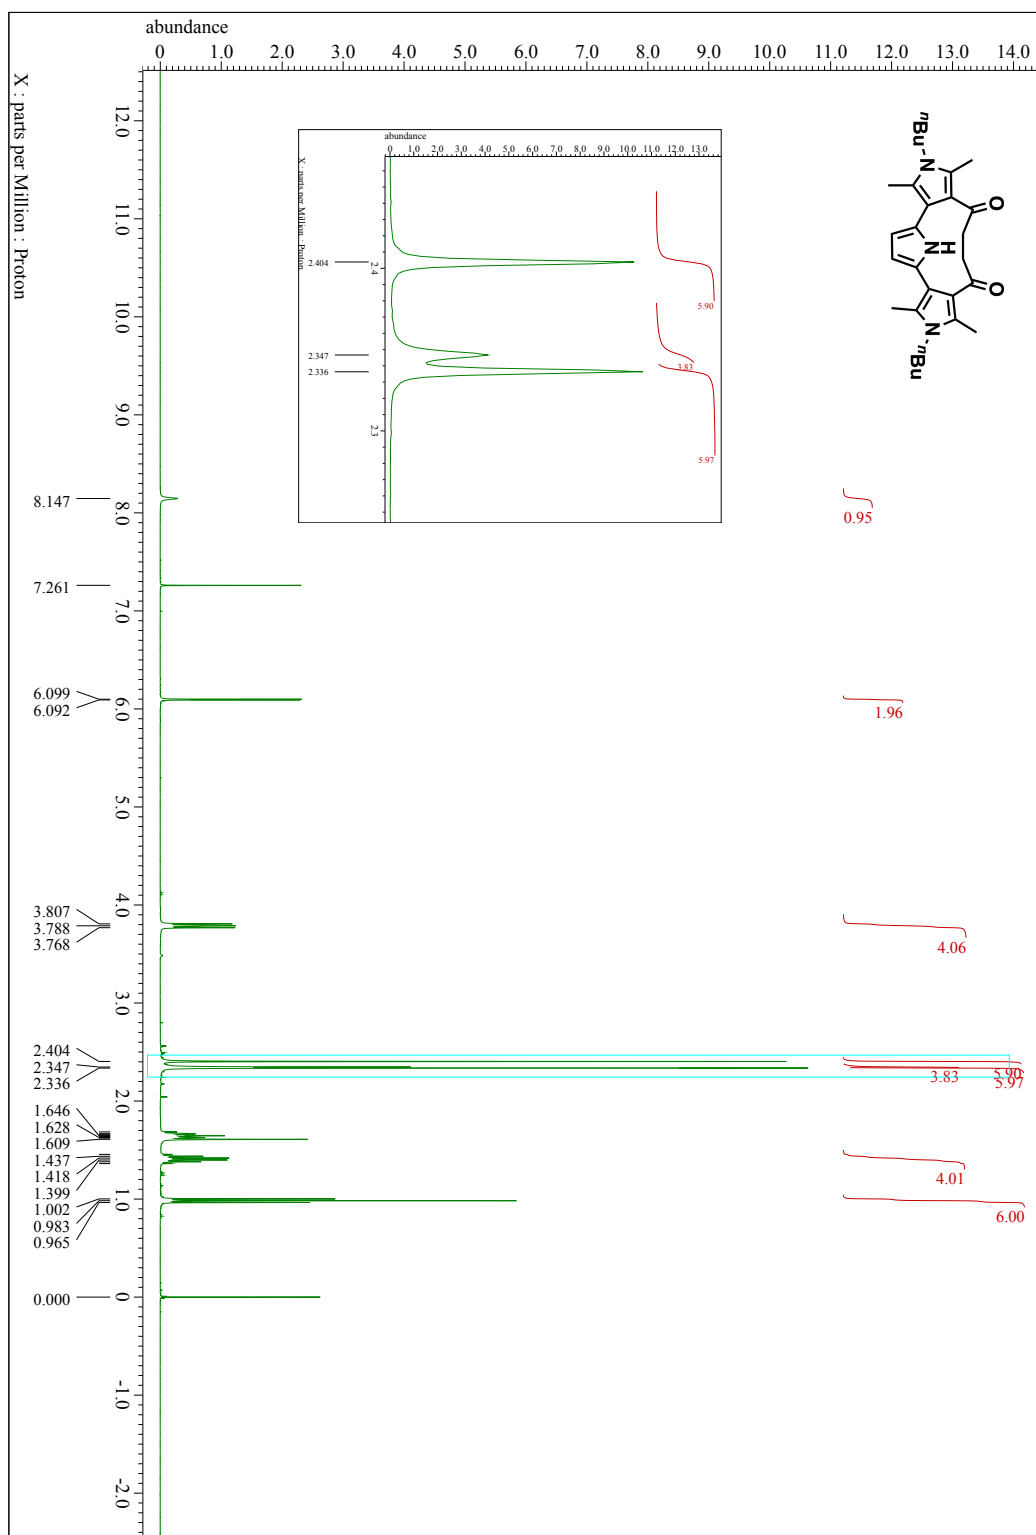 abundance
0 1.0 2.0 3.0 4.0 5.0 6.0 7.0 8.0 9.0 10.0 11.0 12.0 13.0 14.0
X : parts per Million : Proton
12.0 11.0 10.0 9.0 8.0 7.0 6.0 5.0 4.0 3.0 2.0 1.0 0 -1.0 -2.0
8.147
7.261
6.099
6.092
3.807
3.788
3.768
2.404
2.347
2.336
1.646
1.628
1.609
1.437
1.418
1.399
1.002
0.983
0.965
0.000
0.95
1.96
4.06
3.83
5.90
5.97
4.01
6.00
abundance
0 1.0 2.0 3.0 4.0 5.0 6.0 7.0 8.0 9.0 10.0 11.0 12.0 13.0
X : parts per Million : Proton
2.4
2.3
2.404
2.347
2.336
5.90
3.83
5.97
nBu
N
O
NH
O
N
nBu